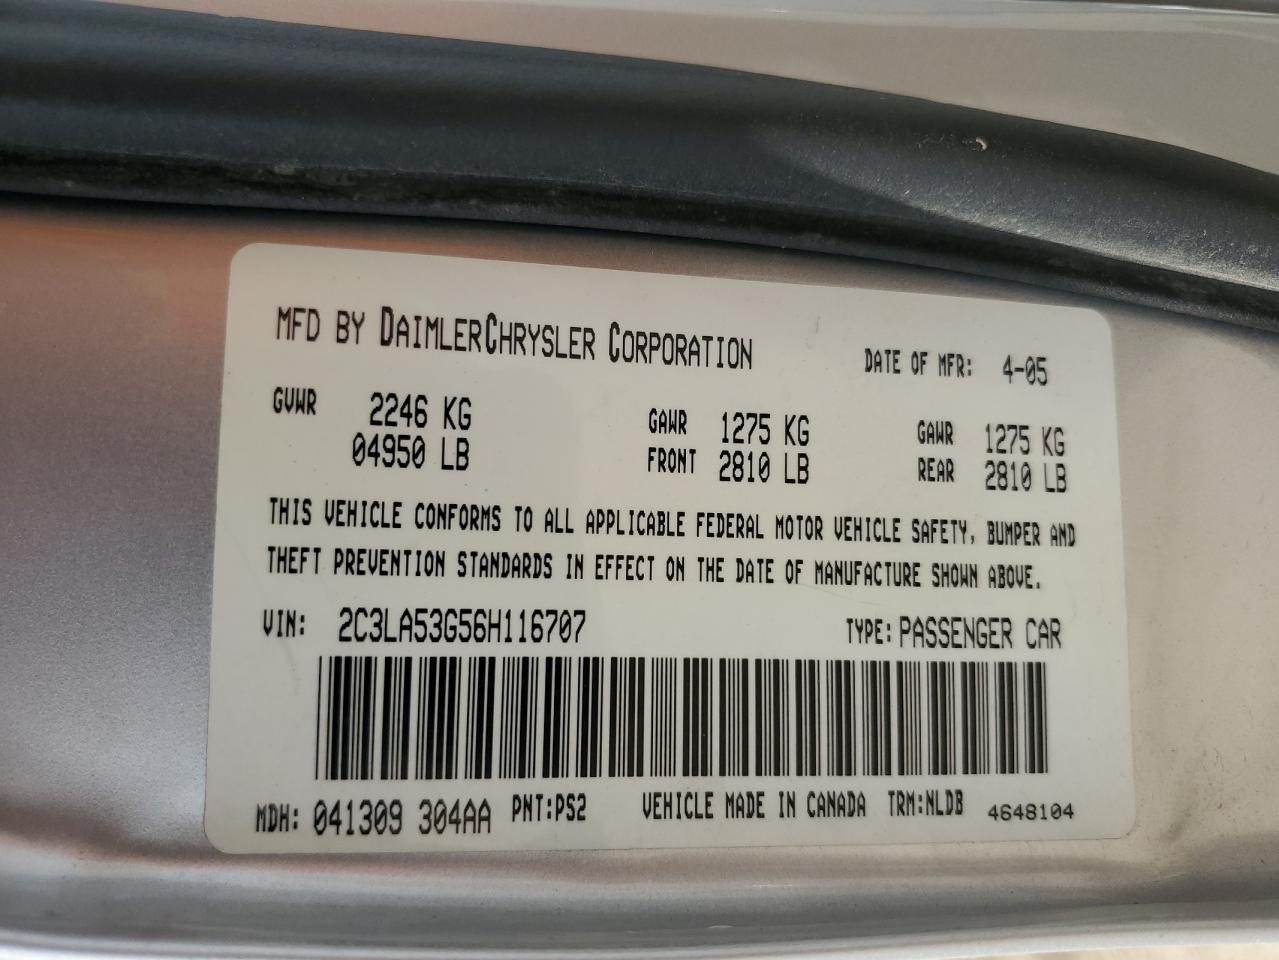 MFD BY DAIMLERCHRYSLER CORPORATION DATE OF MFR: 4-05
GVWR 2246 KG GAWR 1275 KG GAWR 1275 KG
04950 LB FRONT 2810 LB REAR 2810 LB
THIS VEHICLE CONFORMS TO ALL APPLICABLE FEDERAL MOTOR VEHICLE SAFETY, BUMPER AND
THEFT PREVENTION STANDARDS IN EFFECT ON THE DATE OF MANUFACTURE SHOWN ABOVE.
VIN: 2C3LA53G56H116707 TYPE: PASSENGER CAR
MDH: 041309 304AA PNT:PS2 VEHICLE MADE IN CANADA TRM:NLDB 4648104